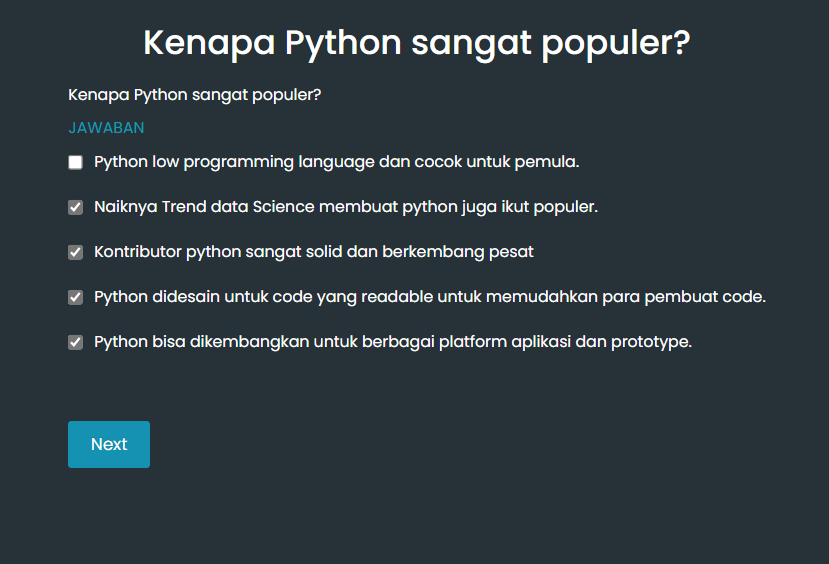 Kenapa Python sangat populer?
Kenapa Python sangat populer?
JAWABAN
Python low programming language dan cocok untuk pemula.
Naiknya Trend data Science membuat python juga ikut populer.
Kontributor python sangat solid dan berkembang pesat
Python didesain untuk code yang readable untuk memudahkan para pembuat code.
Python bisa dikembangkan untuk berbagai platform aplikasi dan prototype.
Next